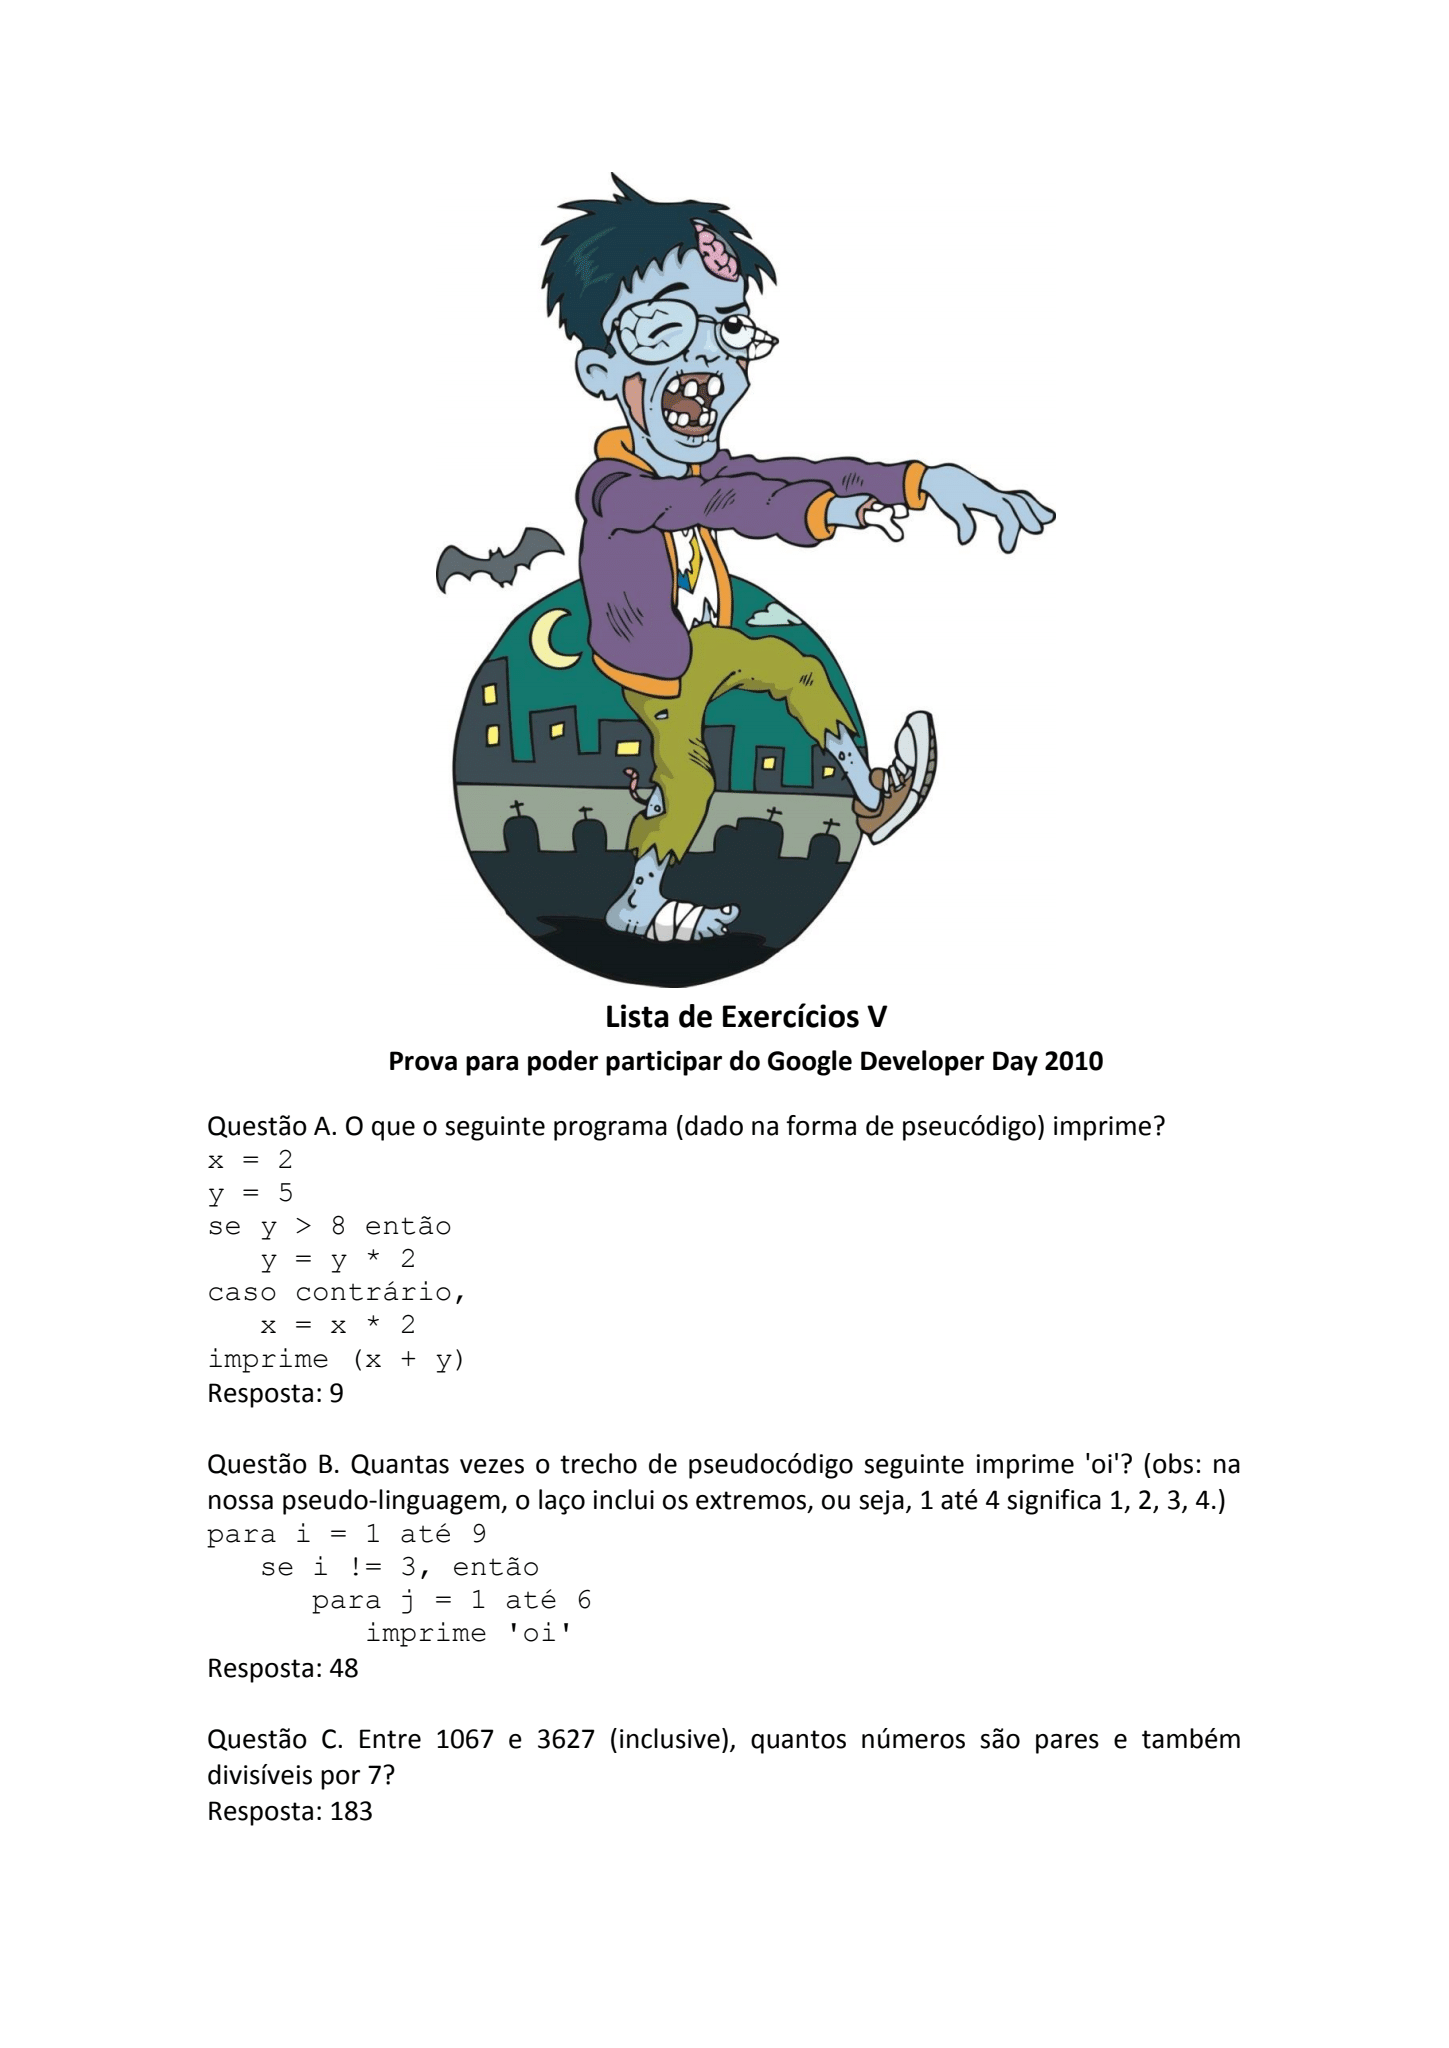 Lista de Exercícios V
Prova para poder participar do Google Developer Day 2010
Questão A. O que o seguinte programa (dado na forma de pseucódigo) imprime?
x = 2
y = 5
se y > 8 então
   y = y * 2
caso contrário,
   x = x * 2
imprime (x + y)
Resposta: 9
Questão B. Quantas vezes o trecho de pseudocódigo seguinte imprime 'oi'? (obs: na
nossa pseudo-linguagem, o laço inclui os extremos, ou seja, 1 até 4 significa 1, 2, 3, 4.)
para i = 1 até 9
   se i != 3, então
      para j = 1 até 6
         imprime 'oi'
Resposta: 48
Questão C. Entre 1067 e 3627 (inclusive), quantos números são pares e também
divisíveis por 7?
Resposta: 183